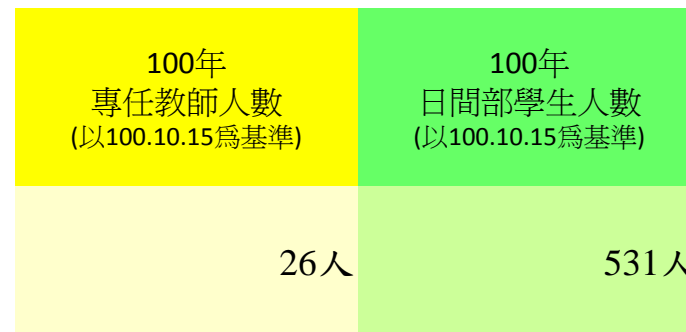 100年
專任教師人數
(以100.10.15爲基準)
100年
日間部學生人數
(以100.10.15爲基準)
26人
531人